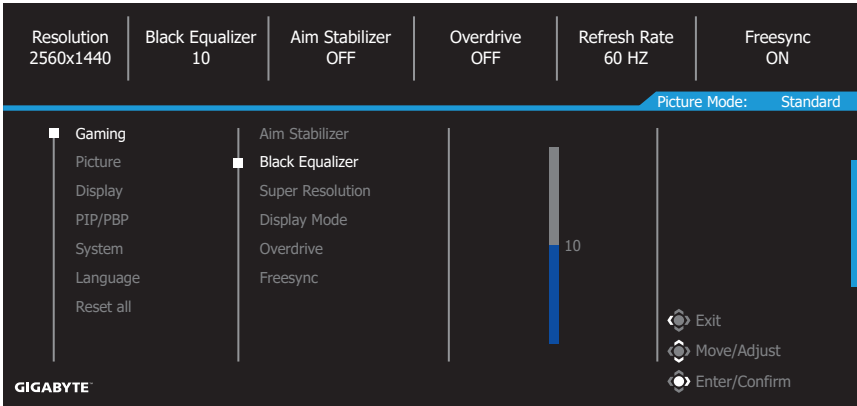 Resolution
2560x1440
Black Equalizer
10
Aim Stabilizer
OFF
Overdrive
OFF
Refresh Rate
60 HZ
Freesync
ON
Picture Mode: Standard
Gaming
Picture
Display
PIP/PBP
System
Language
Reset all
Aim Stabilizer
Black Equalizer
Super Resolution
Display Mode
Overdrive
Freesync
10
Exit
Move/Adjust
Enter/Confirm
GIGABYTE™